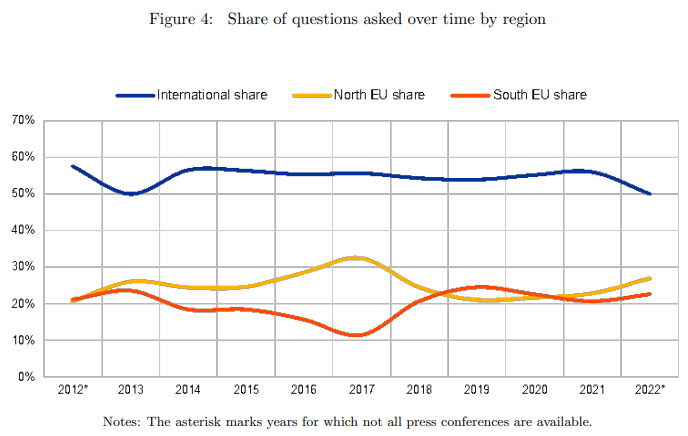 Figure 4: Share of questions asked over time by region
International share North EU share South EU share
70%
60%
50%
40%
30%
20%
10%
0%
2012* 2013 2014 2015 2016 2017 2018 2019 2020 2021 2022*
Notes: The asterisk marks years for which not all press conferences are available.